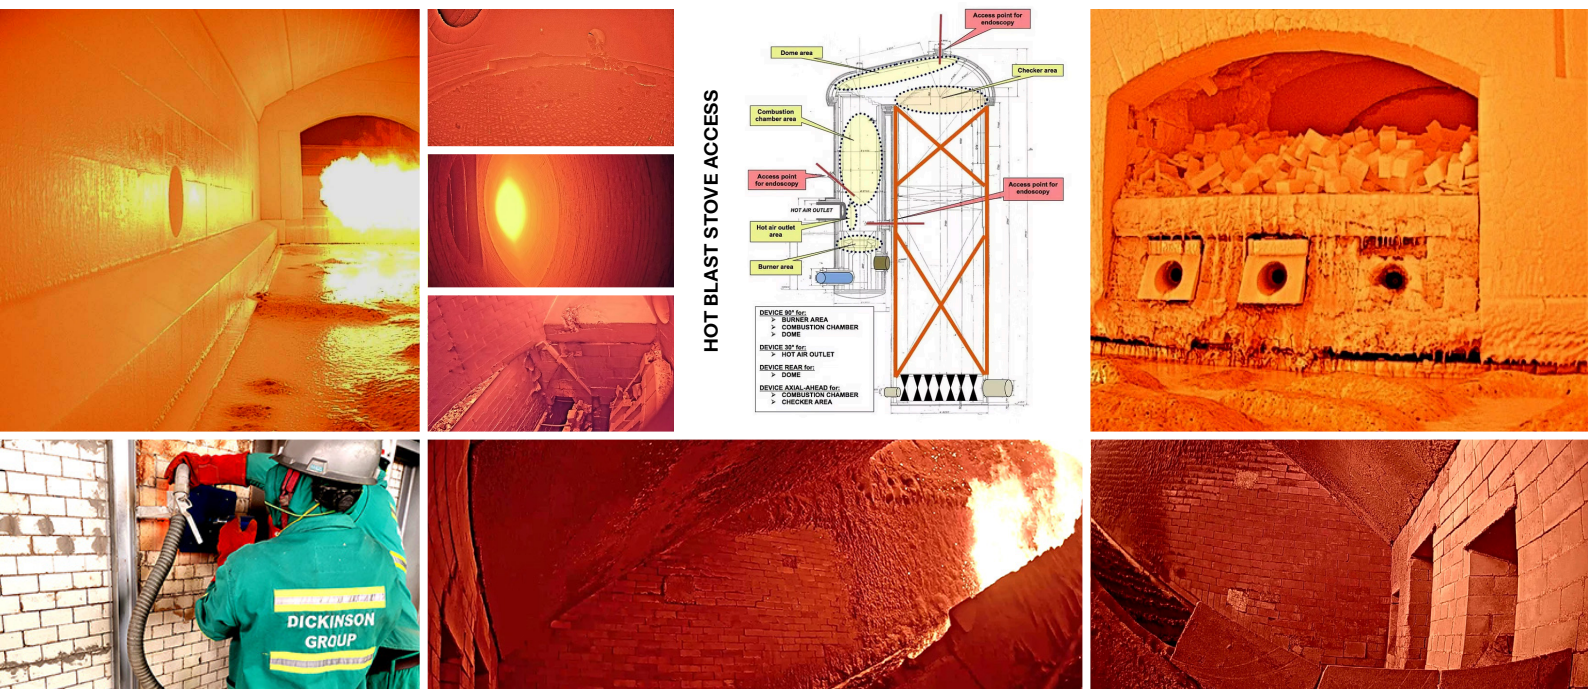 HOT BLAST STOVE ACCESS
Access point for
endoscopy
Dome area
Checker area
Combustion
chamber area
Access point
for endoscopy
Access point for
endoscopy
HOT AIR OUTLET
Hot air outlet
area
Burner area
DEVICE 90° for:
➢ BURNER AREA
➢ COMBUSTION CHAMBER
➢ DOME
DEVICE 30° for:
➢ HOT AIR OUTLET
DEVICE REAR for:
➢ DOME
DEVICE AXIAL-AHEAD for:
➢ COMBUSTION CHAMBER
➢ CHECKER AREA
DICKINSON
GROUP